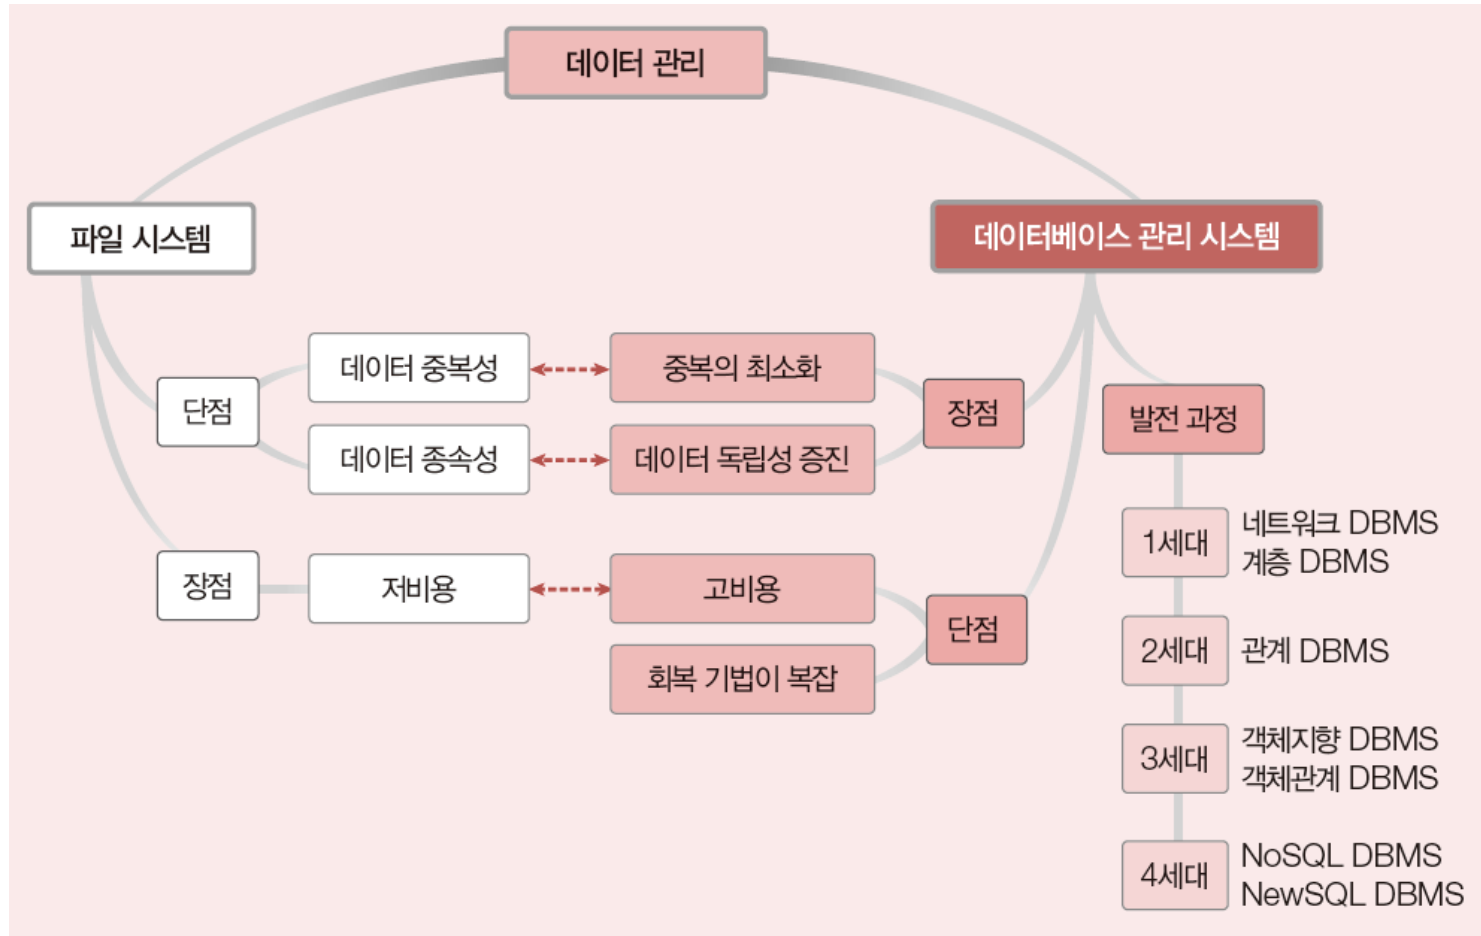 데이터 관리
파일 시스템
데이터베이스 관리 시스템
단점
데이터 중복성
중복의 최소화
장점
데이터 종속성
데이터 독립성 증진
장점
저비용
고비용
단점
회복 기법이 복잡
발전 과정
1세대
네트워크 DBMS
계층 DBMS
2세대
관계 DBMS
3세대
객체지향 DBMS
객체관계 DBMS
4세대
NoSQL DBMS
NewSQL DBMS